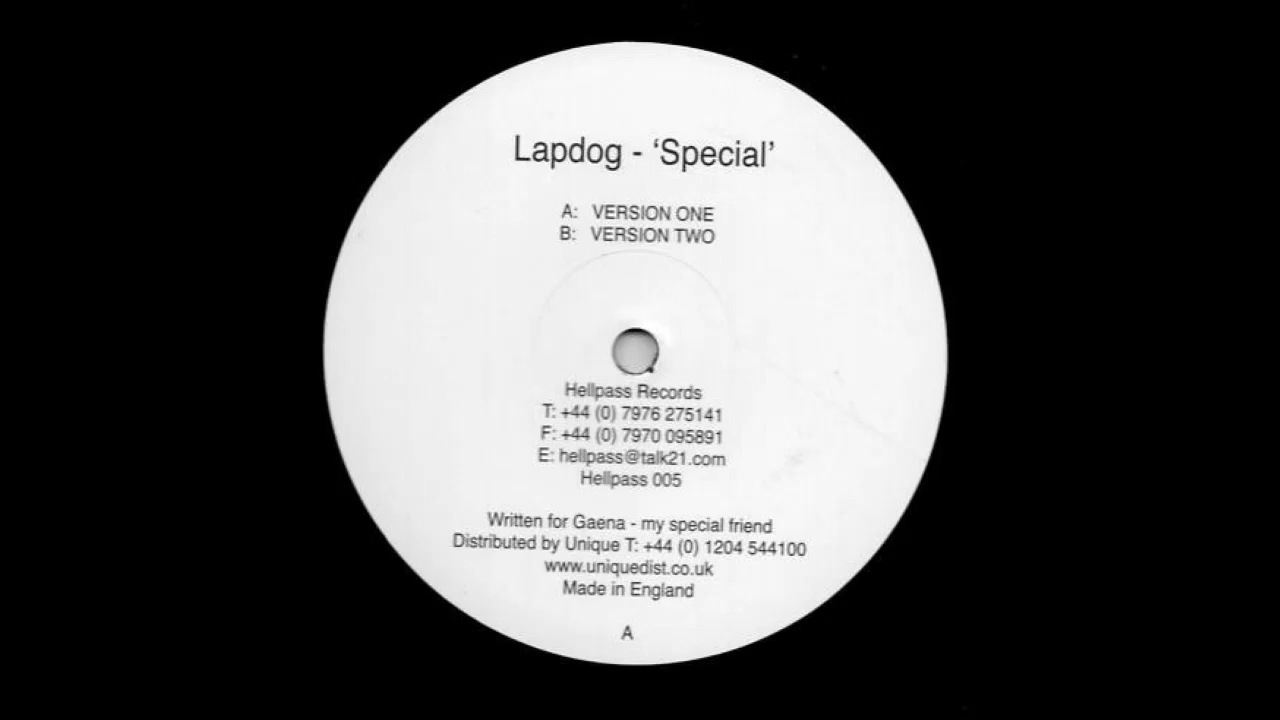 Lapdog - ‘Special’
A: VERSION ONE
B: VERSION TWO
Hellpass Records
T: +44 (0) 7976 275141
F: +44 (0) 7970 095891
E: hellpass@talk21.com
Hellpass 005
Written for Gaena - my special friend
Distributed by Unique T: +44 (0) 1204 544100
www.uniquedist.co.uk
Made in England
A